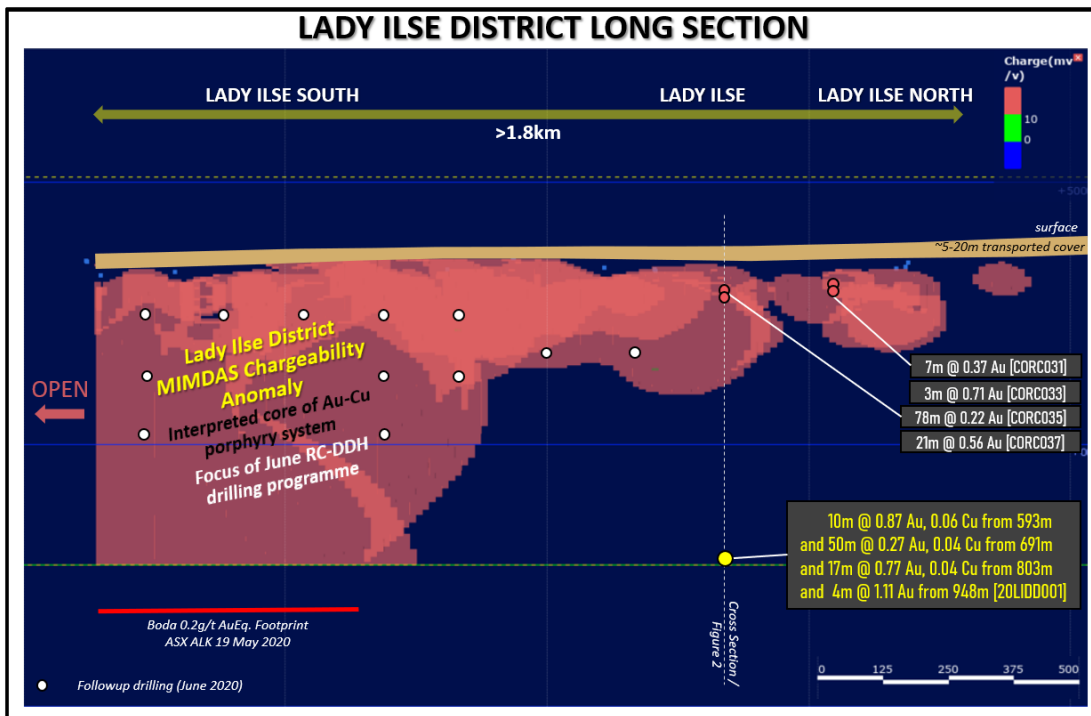 LADY ILSE DISTRICT LONG SECTION
Charge(mv
/v)
10
0
LADY ILSE SOUTH
LADY ILSE
LADY ILSE NORTH
>1.8km
+500
surface
~5-20m transported cover
OPEN
Lady Ilse District
MIMDAS Chargeability
Anomaly
Interpreted core of Au-Cu
porphyry system
Focus of June RC-DDH
drilling programme
7m @ 0.37 Au [CORC031]
3m @ 0.71 Au [CORC033]
78m @ 0.22 Au [CORC035]
21m @ 0.56 Au [CORC037]
+0
10m @ 0.87 Au, 0.06 Cu from 593m
and 50m @ 0.27 Au, 0.04 Cu from 691m
and 17m @ 0.77 Au, 0.04 Cu from 803m
and 4m @ 1.11 Au from 948m [20LIDD001]
Cross Section /
Figure 2
Boda 0.2g/t AuEq. Footprint
ASX ALK 19 May 2020
Followup drilling (June 2020)
0 125 250 375 500